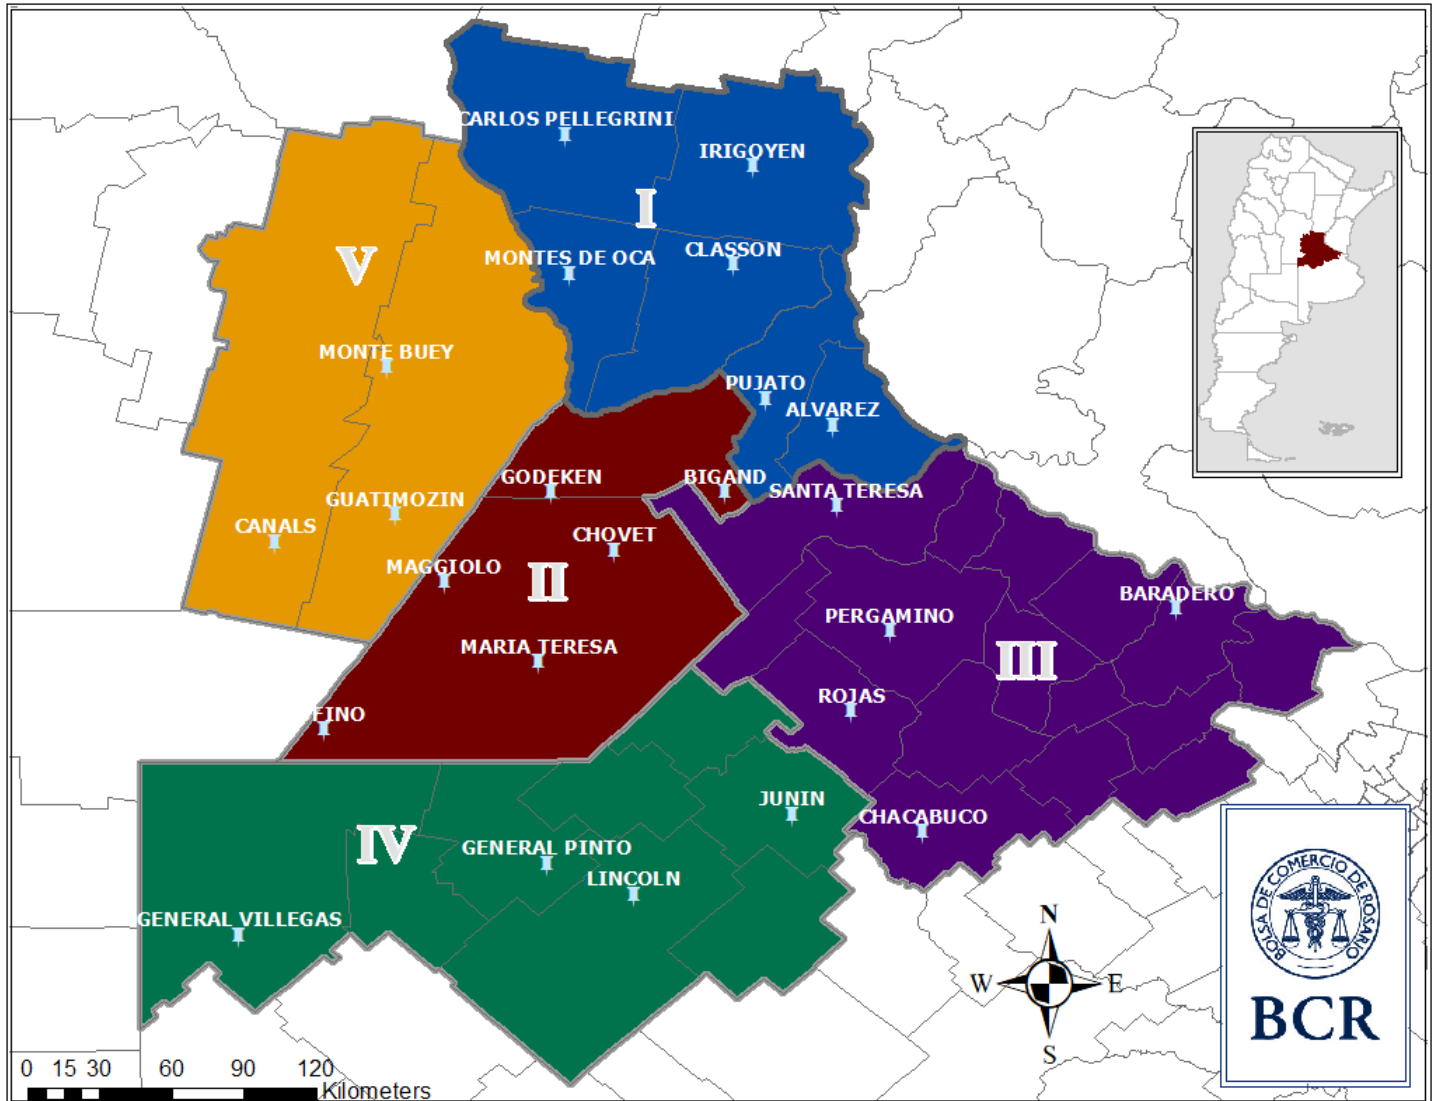 CARLOS PELLEGRINI
IRIGOYEN
I
MONTES DE OCA
CLASSON
V
MONTE BUEY
PUJATO
ALVAREZ
GODEKEN
BIGAND
SANTA TERESA
GUATIMOZIN
CANALS
CHOVET
MAGGIOLO
II
BARADERO
PERGAMINO
MARIA TERESA
III
ROJAS
FINO
JUNIN
CHACABUCO
IV
GENERAL PINTO
LINCOLN
GENERAL VILLEGAS
N
W
E
S
BOLSA DE COMERCIO DE ROSARIO
BCR
0 15 30 60 90 120
Kilometers